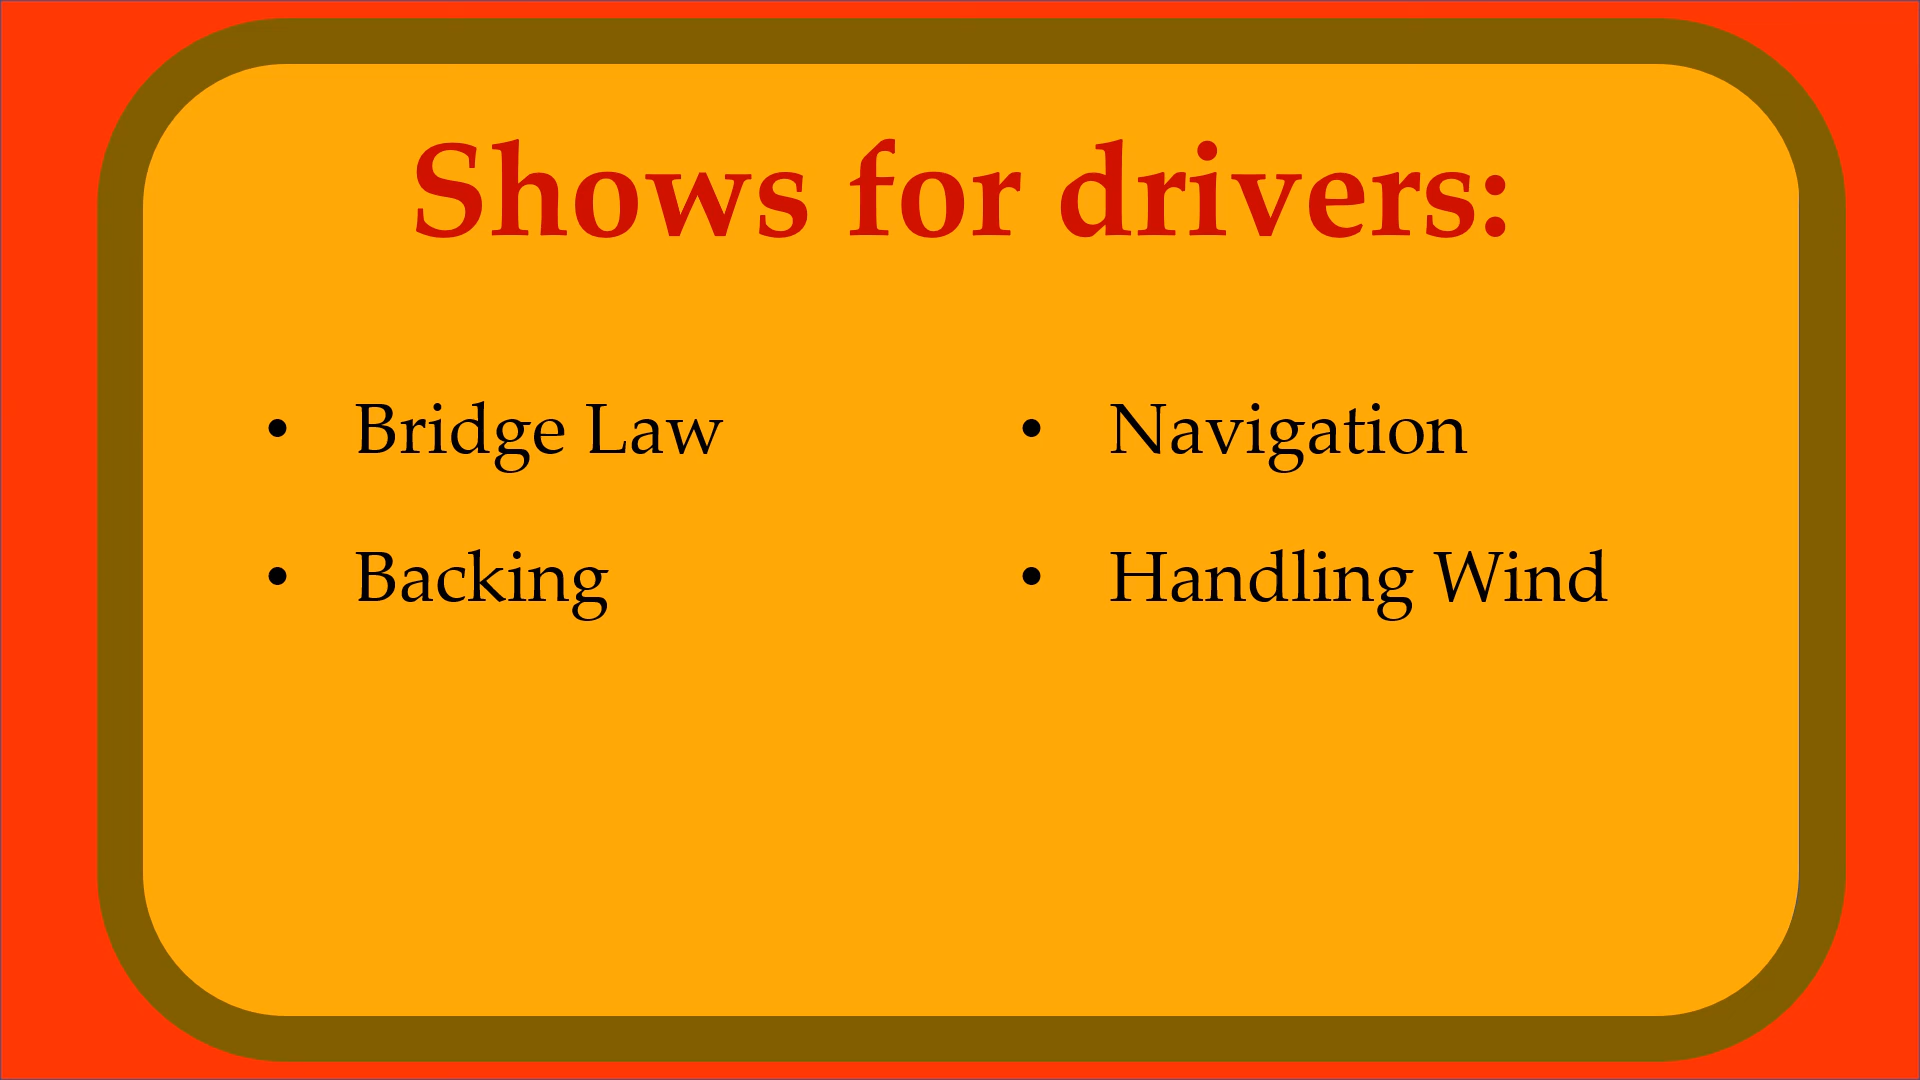 Shows for drivers:
• Bridge Law
• Backing
• Navigation
• Handling Wind